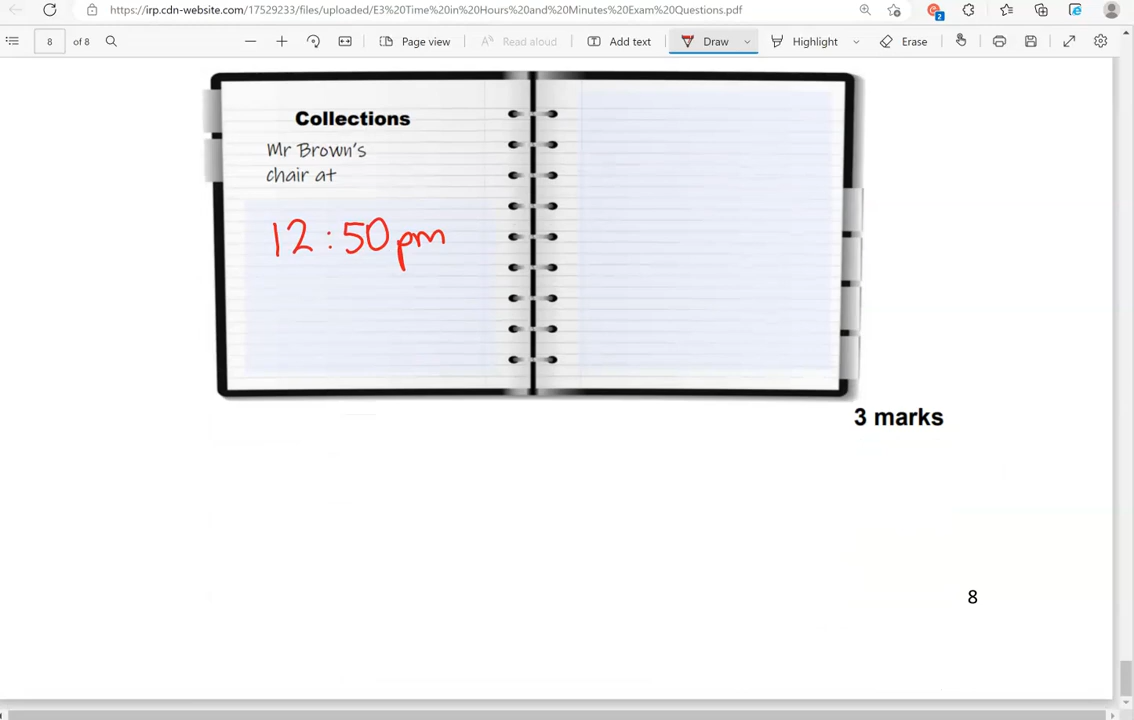 https://irp.cdn-website.com/17529233/files/uploaded/E3%20Time%20in%20Hours%20and%20Minutes%20Exam%20Questions.pdf
2
8 of 8 Page view Read aloud Add text Draw Highlight Erase
Collections
Mr Brown's
chair at
12:50pm
3 marks
8